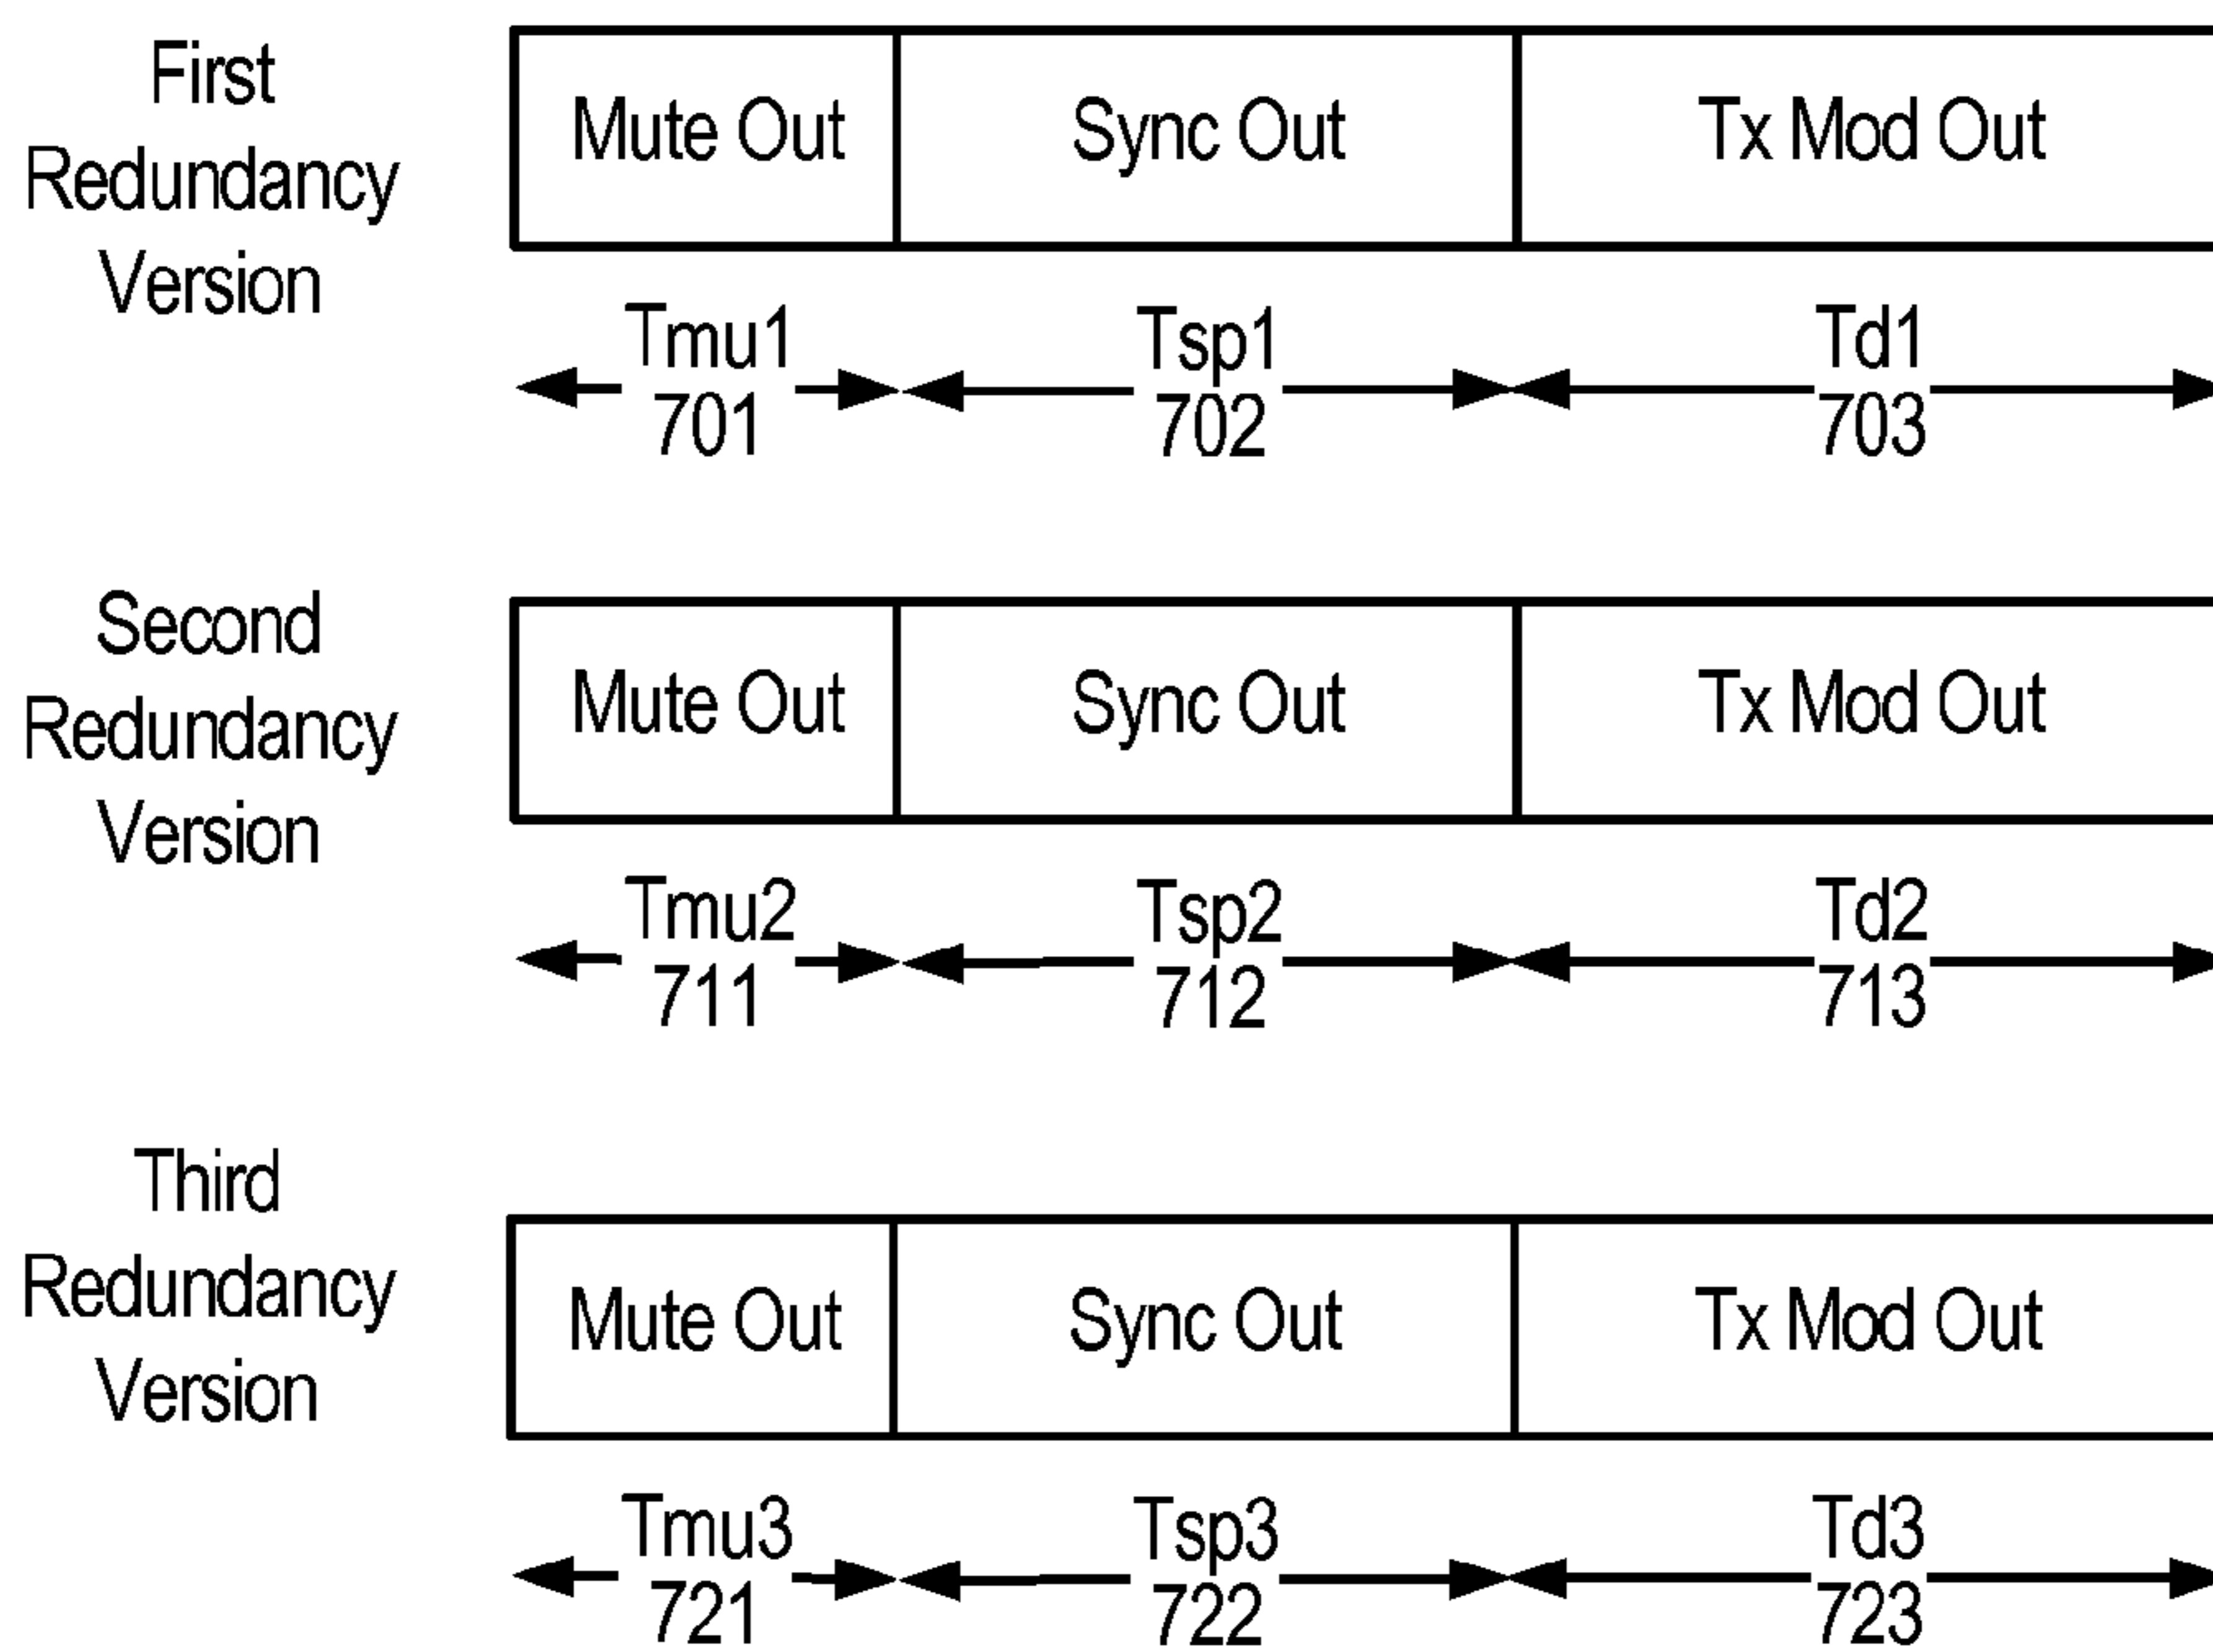 First
Redundancy
Version
Mute Out
Sync Out
Tx Mod Out
Tmu1
701
Tsp1
702
Td1
703
Second
Redundancy
Version
Mute Out
Sync Out
Tx Mod Out
Tmu2
711
Tsp2
712
Td2
713
Third
Redundancy
Version
Mute Out
Sync Out
Tx Mod Out
Tmu3
721
Tsp3
722
Td3
723